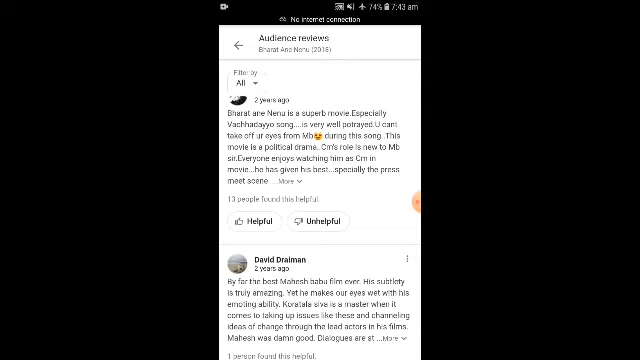 74% 7:43 am
No internet connection
Audience reviews
Bharat Ane Nenu (2018)
Filter by
All
2 years ago
Bharat ane Nenu is a superb movie.Especially
Vachhadayyo song....is very well potrayed.U cant
take off ur eyes from Mb😍 during this song..This
movie is a political drama..Cm's role is new to Mb
sir.Everyone enjoys watching him as Cm in
movie...he has given his best...specially the press
meet scene ....More
13 people found this helpful.
Helpful Unhelpful
David Draiman
2 years ago
By far the best Mahesh babu film ever. His subtlety
is truly amazing. Yet he makes our eyes wet with his
emoting ability. Koratala siva is a master when it
comes to taking up issues like these and channeling
ideas of change through the lead actors in his films.
Mahesh was damn good. Dialogues are st ...More
1 person found this helpful.